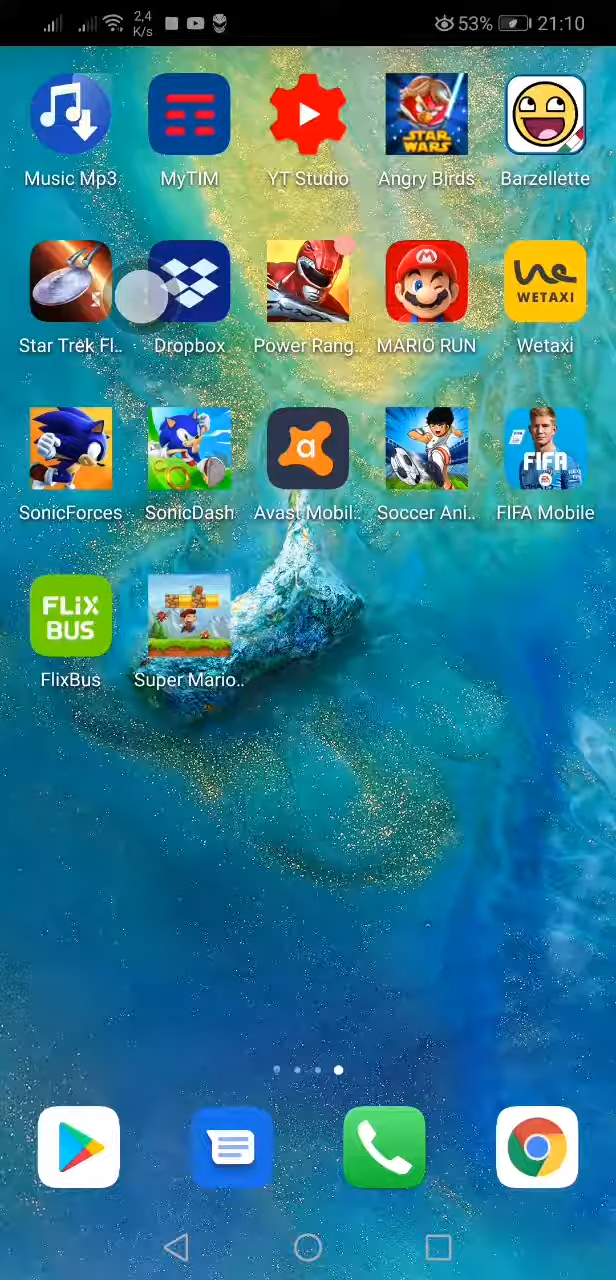 2,4
K/s
53%
21:10
Music Mp3
MyTIM
YT Studio
STAR WARS
Angry Birds
Barzellette
Star Trek Fl..
Dropbox
Power Rang..
MARIO RUN
WETAXI
Wetaxi
SonicForces
SonicDash
a
Avast Mobil..
Soccer Ani..
FIFA
FIFA Mobile
FLiX
BUS
FlixBus
Super Mario..